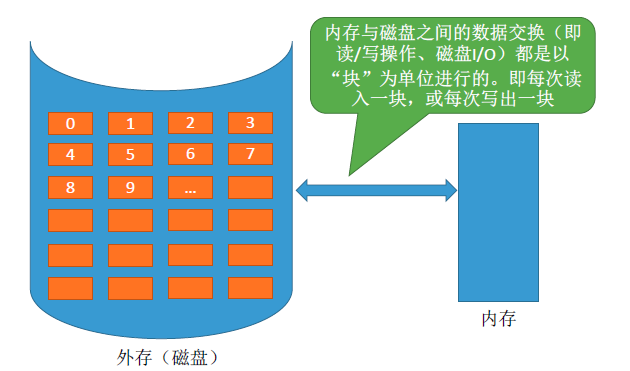 内存与磁盘之间的数据交换（即
读/写操作、磁盘I/O）都是以
“块”为单位进行的。即每次读
入一块，或每次写出一块
0 1 2 3
4 5 6 7
8 9 ...
内存
外存（磁盘）